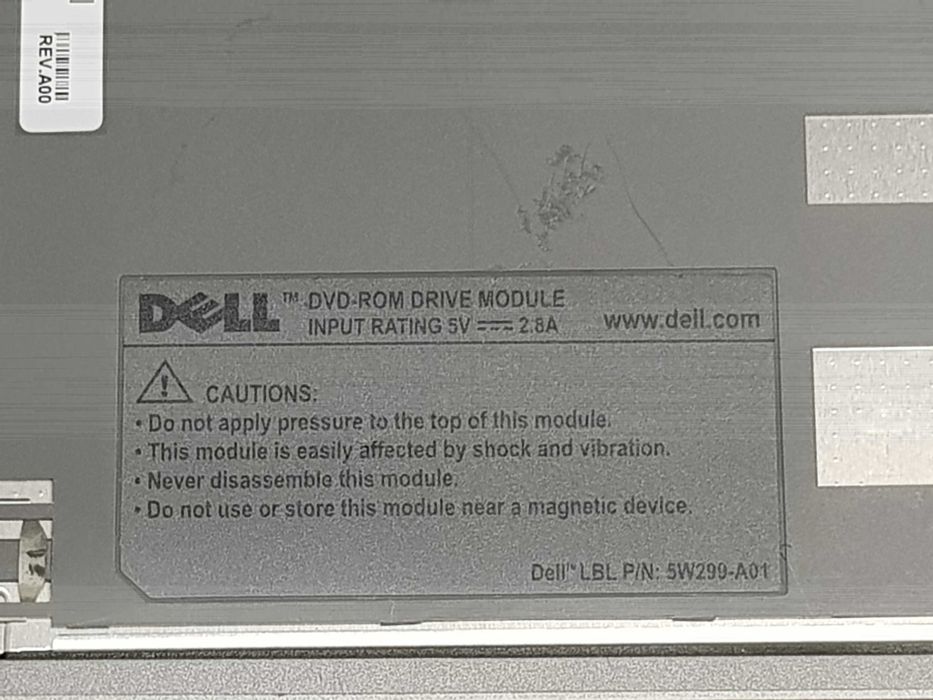 REV.A00
DELL™ DVD-ROM DRIVE MODULE
INPUT RATING 5V ⎓ 2.8A www.dell.com
CAUTIONS:
• Do not apply pressure to the top of this module.
• This module is easily affected by shock and vibration.
• Never disassemble this module.
• Do not use or store this module near a magnetic device.
Dell™ LBL P/N: 5W299-A01